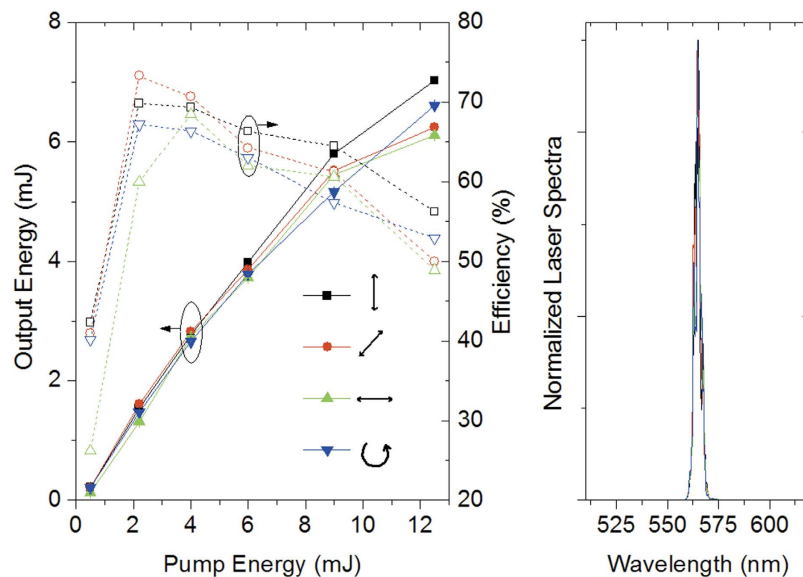 8
6
4
2
0
Output Energy (mJ)
80
70
60
50
40
30
20
Efficiency (%)
0 2 4 6 8 10 12
Pump Energy (mJ)
Normalized Laser Spectra
525 550 575 600
Wavelength (nm)